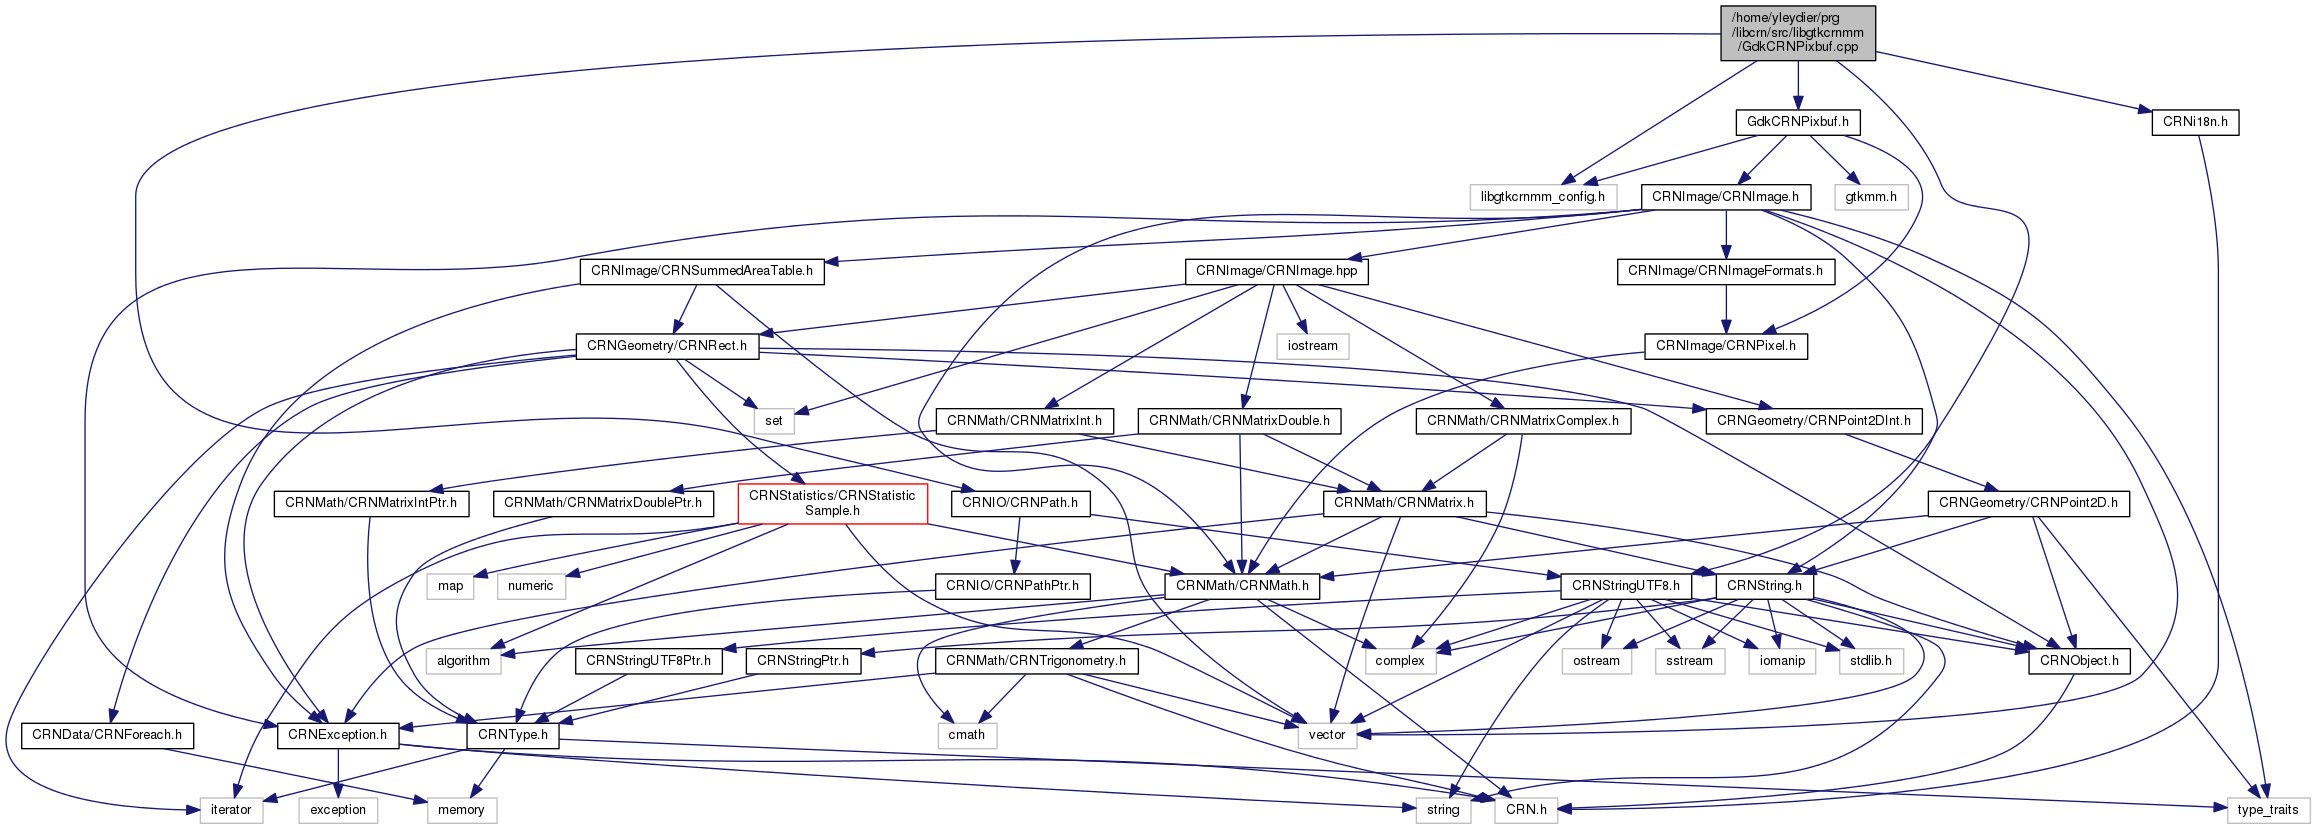 /home/yleydier/prg
/libcrn/src/libgtkcrnmm
/GdkCRNPixbuf.cpp
GdkCRNPixbuf.h
CRNi18n.h
libgtkcrnmm_config.h
CRNImage/CRNImage.h
gtkmm.h
CRNImage/CRNSummedAreaTable.h
CRNImage/CRNImage.hpp
CRNImage/CRNImageFormats.h
CRNGeometry/CRNRect.h
iostream
CRNImage/CRNPixel.h
set
CRNMath/CRNMatrixInt.h
CRNMath/CRNMatrixDouble.h
CRNMath/CRNMatrixComplex.h
CRNGeometry/CRNPoint2DInt.h
CRNMath/CRNMatrixIntPtr.h
CRNMath/CRNMatrixDoublePtr.h
CRNStatistics/CRNStatistic
Sample.h
CRNIO/CRNPath.h
CRNMath/CRNMatrix.h
CRNGeometry/CRNPoint2D.h
map
numeric
CRNIO/CRNPathPtr.h
CRNMath/CRNMath.h
CRNStringUTF8.h
CRNString.h
algorithm
CRNStringUTF8Ptr.h
CRNStringPtr.h
CRNMath/CRNTrigonometry.h
complex
ostream
sstream
iomanip
stdlib.h
CRNObject.h
CRNData/CRNForeach.h
CRNException.h
CRNType.h
cmath
vector
iterator
exception
memory
string
CRN.h
type_traits